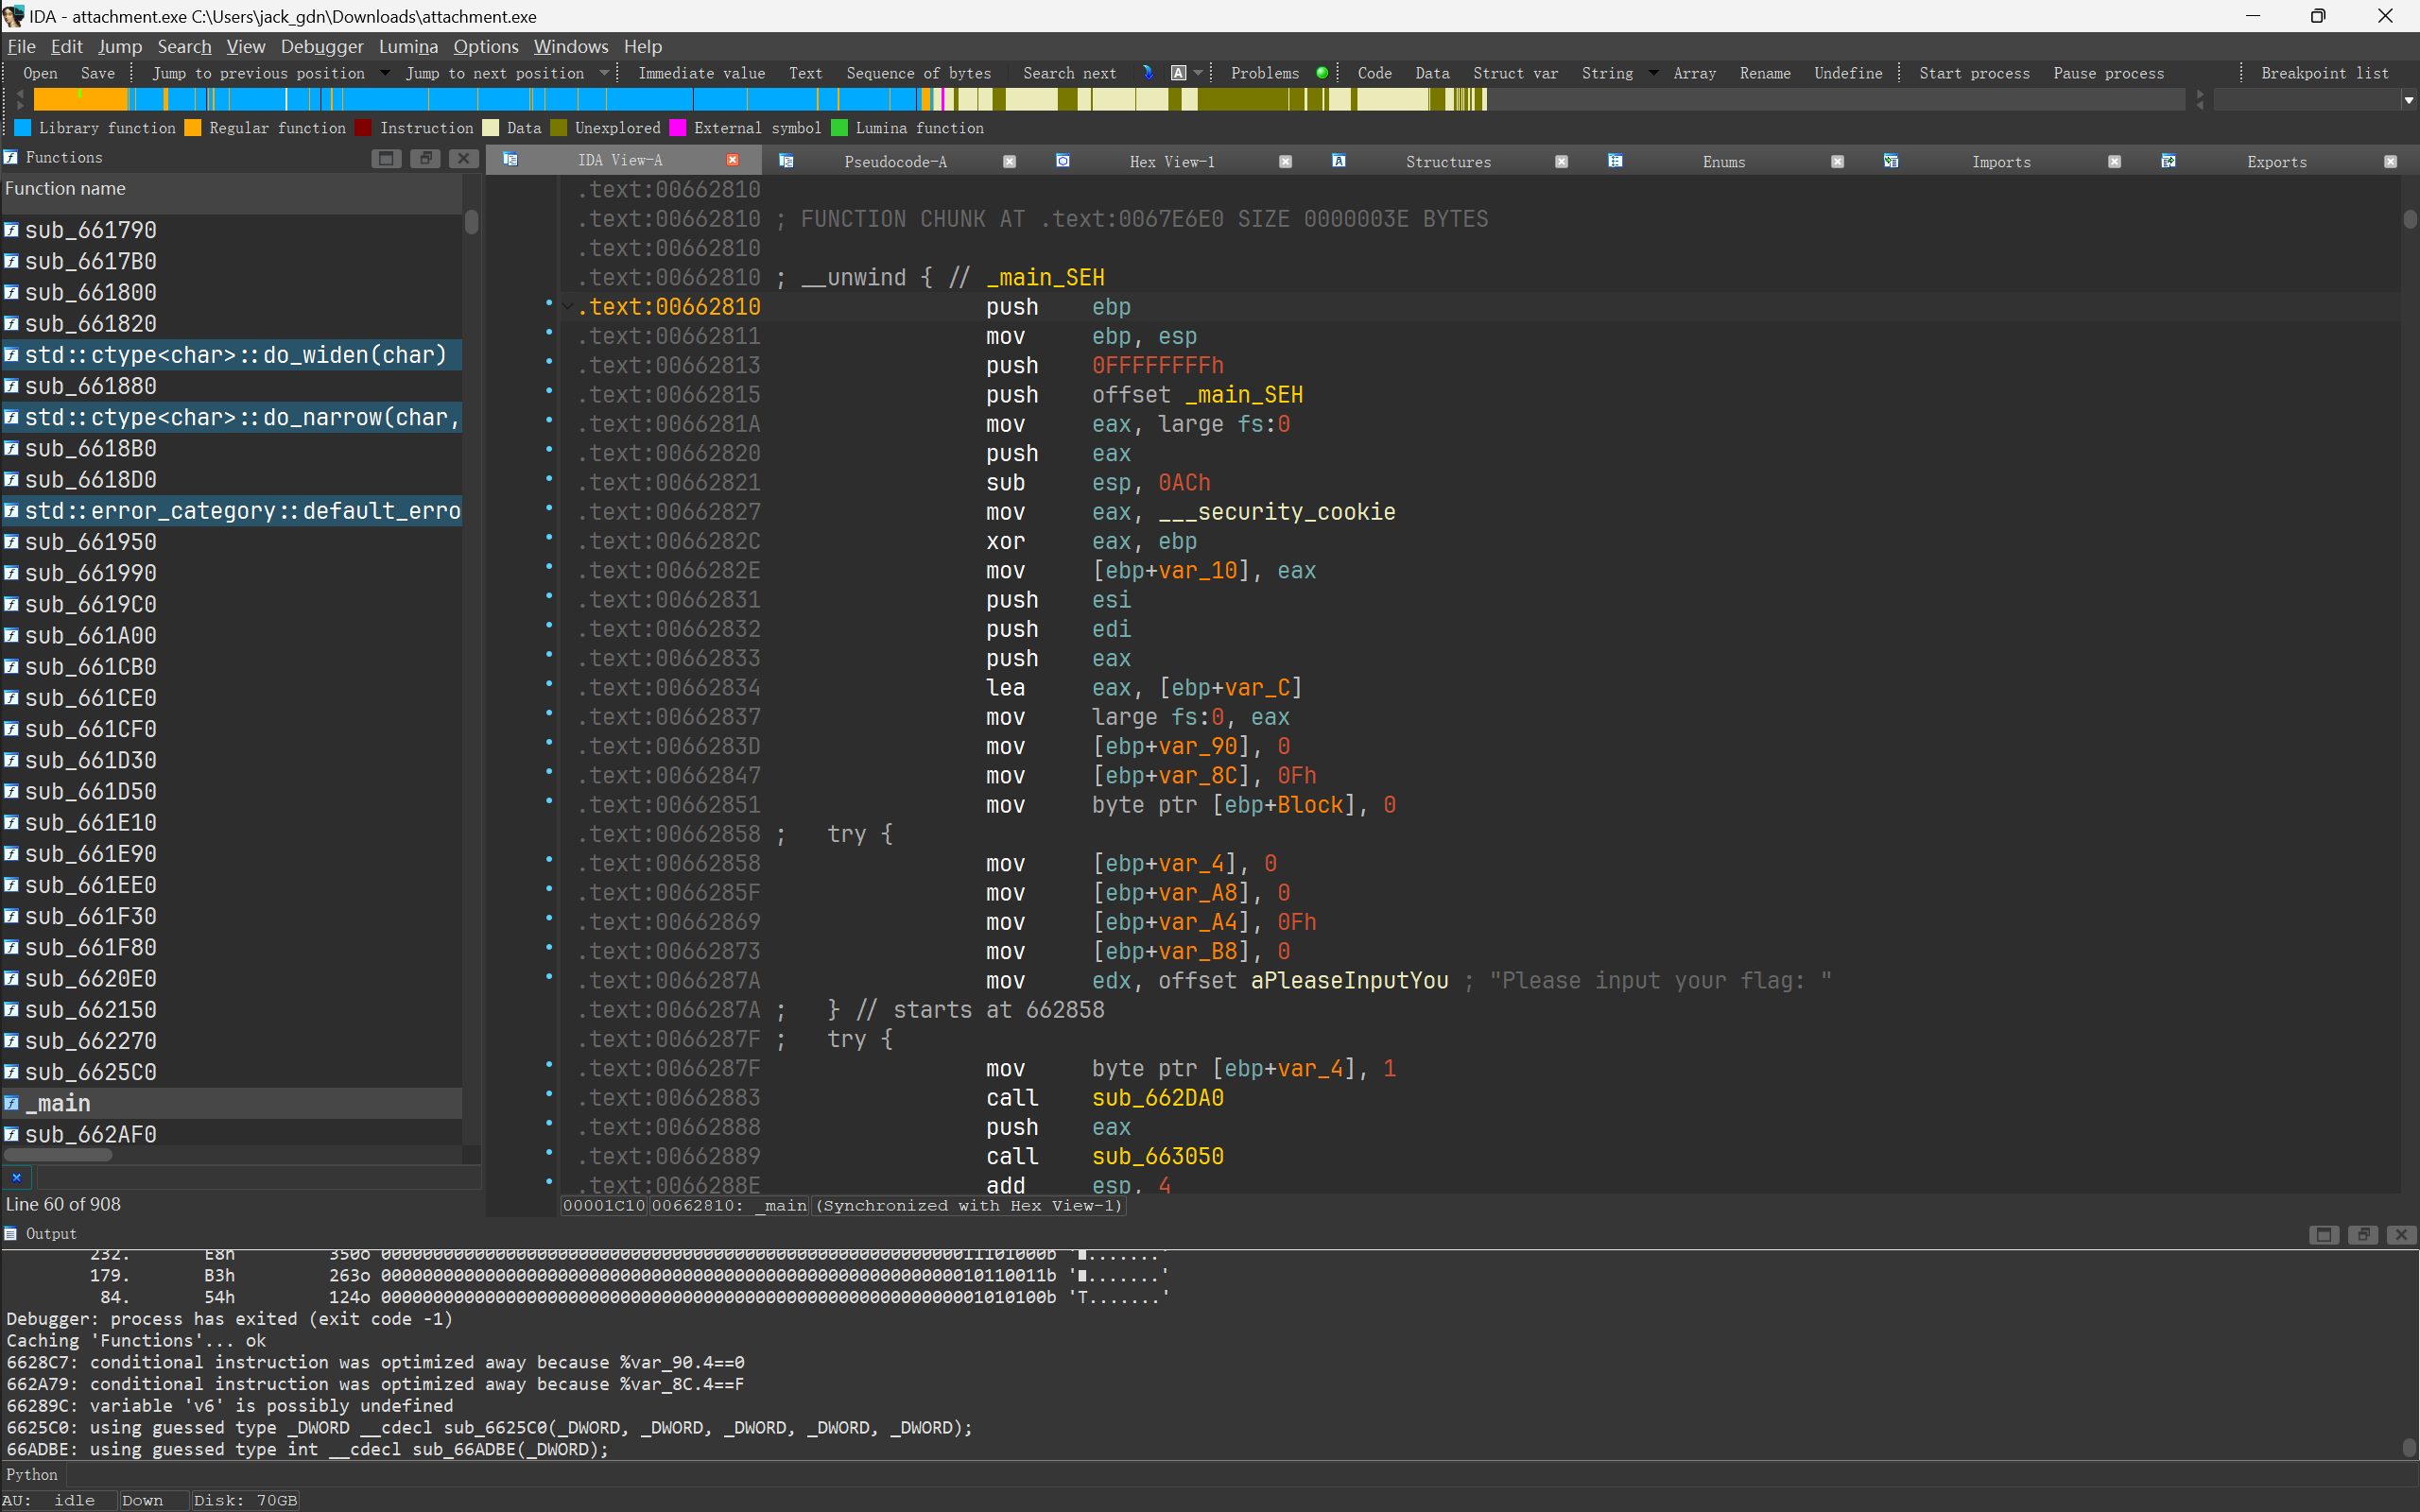 IDA - attachment.exe C:\Users\jack_gdn\Downloads\attachment.exe
File Edit Jump Search View Debugger Lumina Options Windows Help
Open Save Jump to previous position Jump to next position Immediate value Text Sequence of bytes Search next A Problems Code Data Struct var String Array Rename Undefine Start process Pause process Breakpoint list
Library function Regular function Instruction Data Unexplored External symbol Lumina function
Functions
Function name
sub_661790
sub_6617B0
sub_661800
sub_661820
std::ctype<char>::do_widen(char)
sub_661880
std::ctype<char>::do_narrow(char,
sub_6618B0
sub_6618D0
std::error_category::default_erro
sub_661950
sub_661990
sub_6619C0
sub_661A00
sub_661CB0
sub_661CE0
sub_661CF0
sub_661D30
sub_661D50
sub_661E10
sub_661E90
sub_661EE0
sub_661F30
sub_661F80
sub_6620E0
sub_662150
sub_662270
sub_6625C0
_main
sub_662AF0
Line 60 of 908
IDA View-A Pseudocode-A Hex View-1 Structures Enums Imports Exports
.text:00662810
.text:00662810 ; FUNCTION CHUNK AT .text:0067E6E0 SIZE 0000003E BYTES
.text:00662810
.text:00662810 ; __unwind { // _main_SEH
.text:00662810 push ebp
.text:00662811 mov ebp, esp
.text:00662813 push 0FFFFFFFFh
.text:00662815 push offset _main_SEH
.text:0066281A mov eax, large fs:0
.text:00662820 push eax
.text:00662821 sub esp, 0ACh
.text:00662827 mov eax, ___security_cookie
.text:0066282C xor eax, ebp
.text:0066282E mov [ebp+var_10], eax
.text:00662831 push esi
.text:00662832 push edi
.text:00662833 push eax
.text:00662834 lea eax, [ebp+var_C]
.text:00662837 mov large fs:0, eax
.text:0066283D mov [ebp+var_90], 0
.text:00662847 mov [ebp+var_8C], 0Fh
.text:00662851 mov byte ptr [ebp+Block], 0
.text:00662858 ; try {
.text:00662858 mov [ebp+var_4], 0
.text:0066285F mov [ebp+var_A8], 0
.text:00662869 mov [ebp+var_A4], 0Fh
.text:00662873 mov [ebp+var_B8], 0
.text:0066287A mov edx, offset aPleaseInputYou ; "Please input your flag: "
.text:0066287A ; } // starts at 662858
.text:0066287F ; try {
.text:0066287F mov byte ptr [ebp+var_4], 1
.text:00662883 call sub_662DA0
.text:00662888 push eax
.text:00662889 call sub_663050
.text:0066288E add esp, 4
00001C10 00662810: _main (Synchronized with Hex View-1)
Output
232. E8h 350o 0000000000000000000000000000000000000000000000000000000011101000b '■.......'
179. B3h 263o 0000000000000000000000000000000000000000000000000000000010110011b '■.......'
84. 54h 124o 0000000000000000000000000000000000000000000000000000000001010100b 'T.......'
Debugger: process has exited (exit code -1)
Caching 'Functions'... ok
6628C7: conditional instruction was optimized away because %var_90.4==0
662A79: conditional instruction was optimized away because %var_8C.4==F
66289C: variable 'v6' is possibly undefined
6625C0: using guessed type _DWORD __cdecl sub_6625C0(_DWORD, _DWORD, _DWORD, _DWORD, _DWORD);
66ADBE: using guessed type int __cdecl sub_66ADBE(_DWORD);
Python
AU: idle Down Disk: 70GB